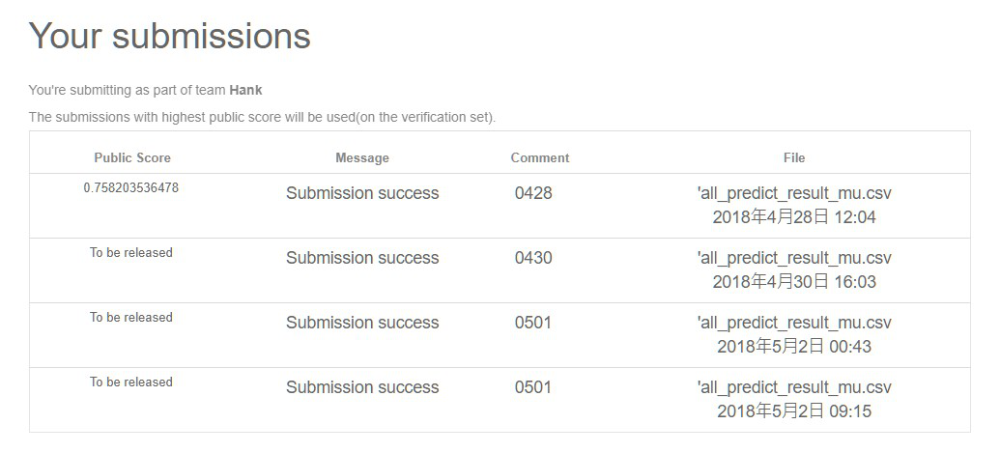 Your submissions
You're submitting as part of team Hank
The submissions with highest public score will be used(on the verification set).
Public Score Message Comment File
0.758203536478 Submission success 0428 'all_predict_result_mu.csv
2018年4月28日 12:04
To be released Submission success 0430 'all_predict_result_mu.csv
2018年4月30日 16:03
To be released Submission success 0501 'all_predict_result_mu.csv
2018年5月2日 00:43
To be released Submission success 0501 'all_predict_result_mu.csv
2018年5月2日 09:15